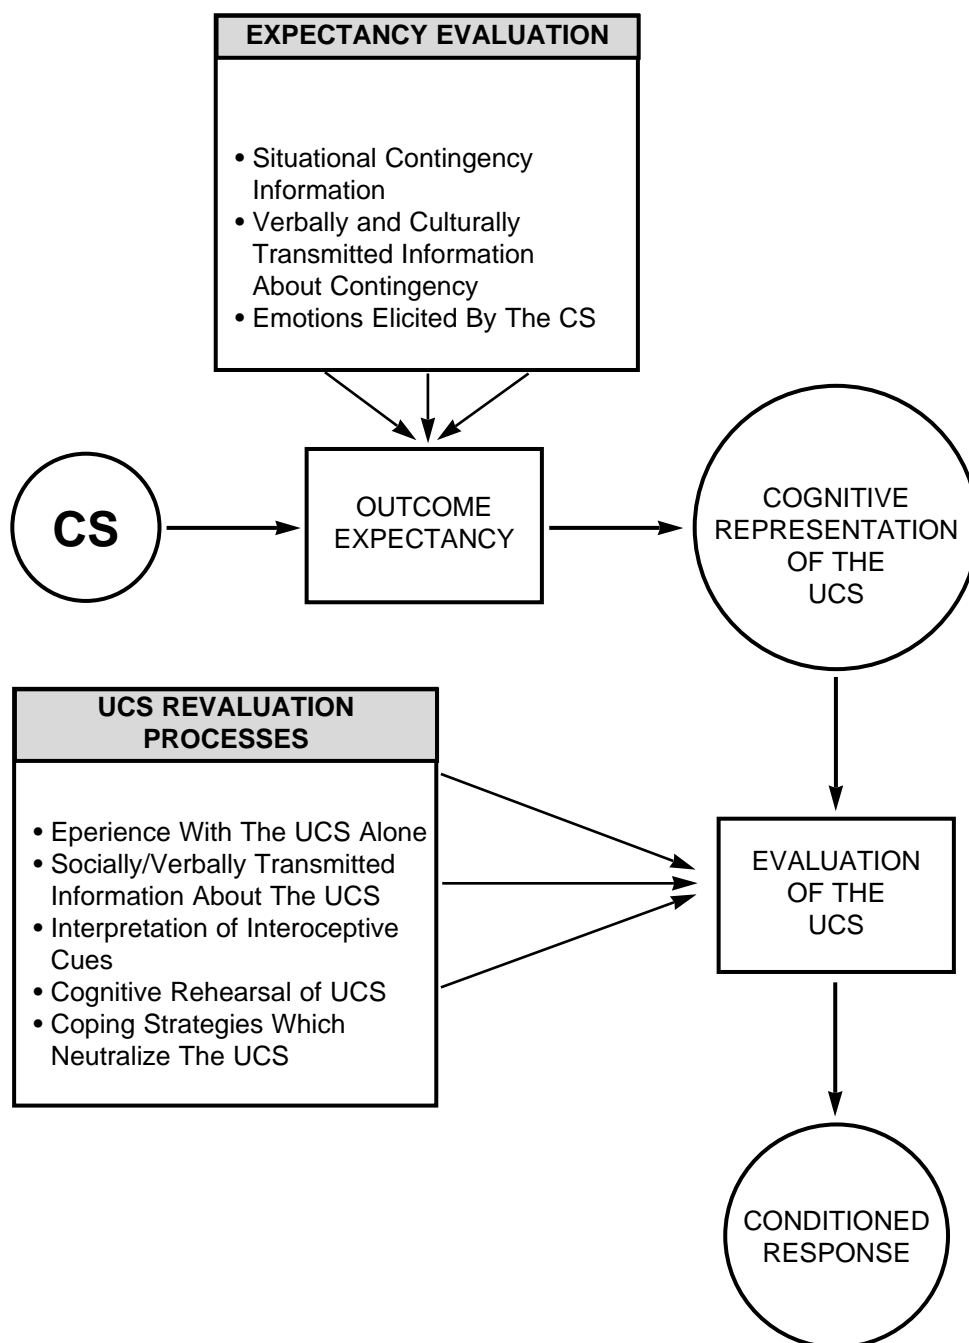 EXPECTANCY EVALUATION
• Situational Contingency
Information
• Verbally and Culturally
Transmitted Information
About Contingency
• Emotions Elicited By The CS
CS
OUTCOME
EXPECTANCY
COGNITIVE
REPRESENTATION
OF THE
UCS
UCS REVALUATION
PROCESSES
• Eperience With The UCS Alone
• Socially/Verbally Transmitted
Information About The UCS
• Interpretation of Interoceptive
Cues
• Cognitive Rehearsal of UCS
• Coping Strategies Which
Neutralize The UCS
EVALUATION
OF THE
UCS
CONDITIONED
RESPONSE